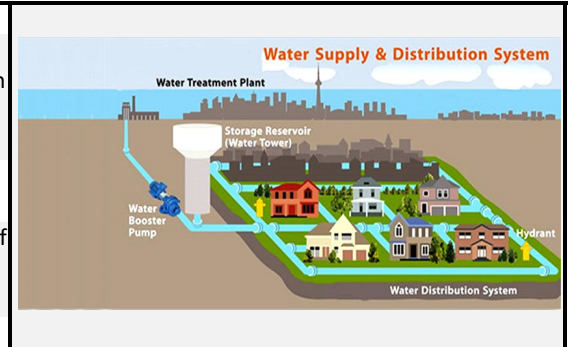 Water Supply & Distribution System
Water Treatment Plant
Storage Reservoir
(Water Tower)
Water
Booster
Pump
Hydrant
Water Distribution System